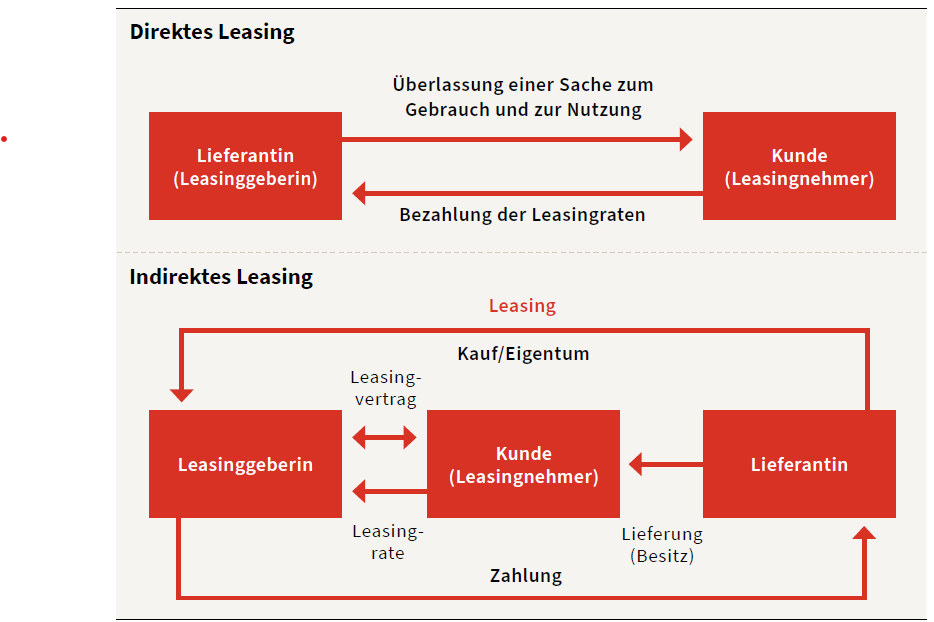 Direktes Leasing
Überlassung einer Sache zum
Gebrauch und zur Nutzung
Lieferantin
(Leasinggeberin)
Kunde
(Leasingnehmer)
Bezahlung der Leasingraten
Indirektes Leasing
Leasing
Kauf/Eigentum
Leasing-
vertrag
Leasinggeberin
Kunde
(Leasingnehmer)
Lieferantin
Leasing-
rate
Lieferung
(Besitz)
Zahlung